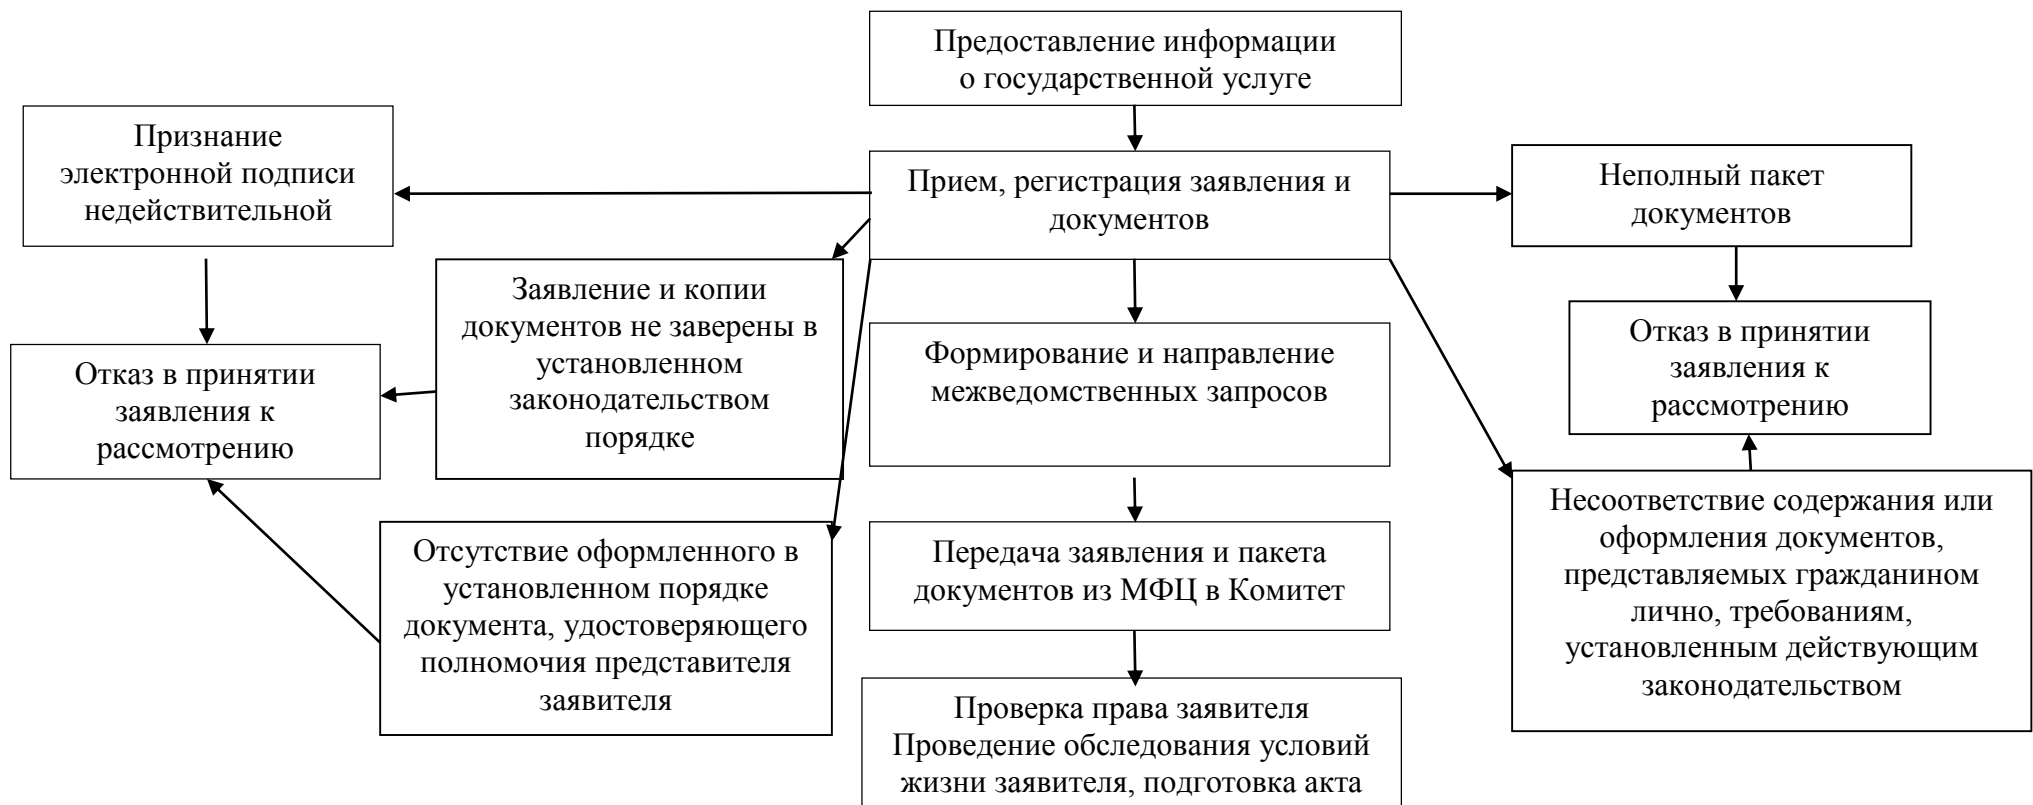 Предоставление информации
о государственной услуге
Признание
электронной подписи
недействительной
Прием, регистрация заявления и
документов
Неполный пакет
документов
Заявление и копии
документов не заверены в
установленном
законодательством
порядке
Формирование и направление
межведомственных запросов
Отказ в принятии
заявления к
рассмотрению
Отказ в принятии
заявления к
рассмотрению
Отсутствие оформленного в
установленном порядке
документа, удостоверяющего
полномочия представителя
заявителя
Передача заявления и пакета
документов из МФЦ в Комитет
Несоответствие содержания или
оформления документов,
представляемых гражданином
лично, требованиям,
установленным действующим
законодательством
Проверка права заявителя
Проведение обследования условий
жизни заявителя, подготовка акта